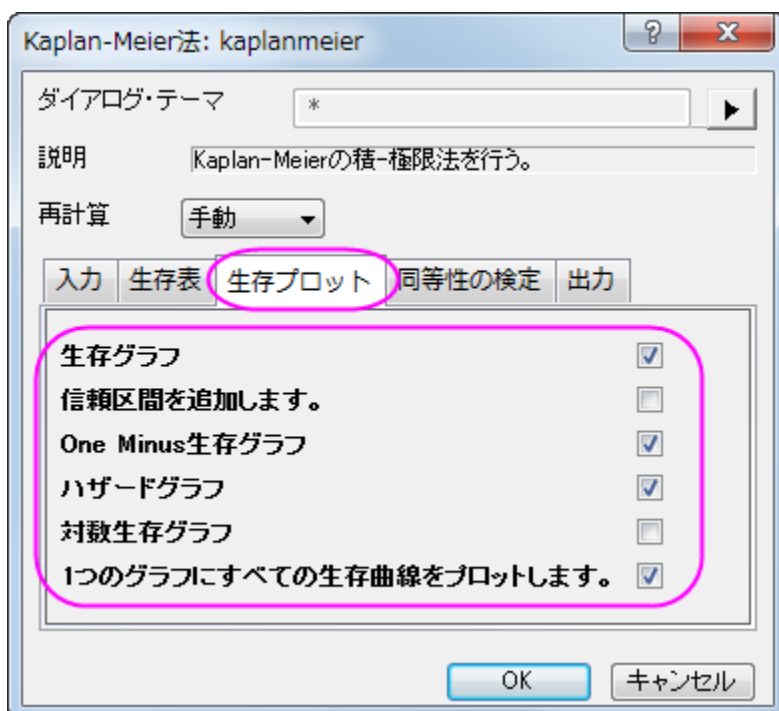 Kaplan-Meier法: kaplanmeier
ダイアログ・テーマ *
説明 Kaplan-Meierの積-極限法を行う。
再計算 手動
入力 生存表 生存プロット 同等性の検定 出力
生存グラフ
信頼区間を追加します。
One Minus生存グラフ
ハザードグラフ
対数生存グラフ
1つのグラフにすべての生存曲線をプロットします。
OK キャンセル